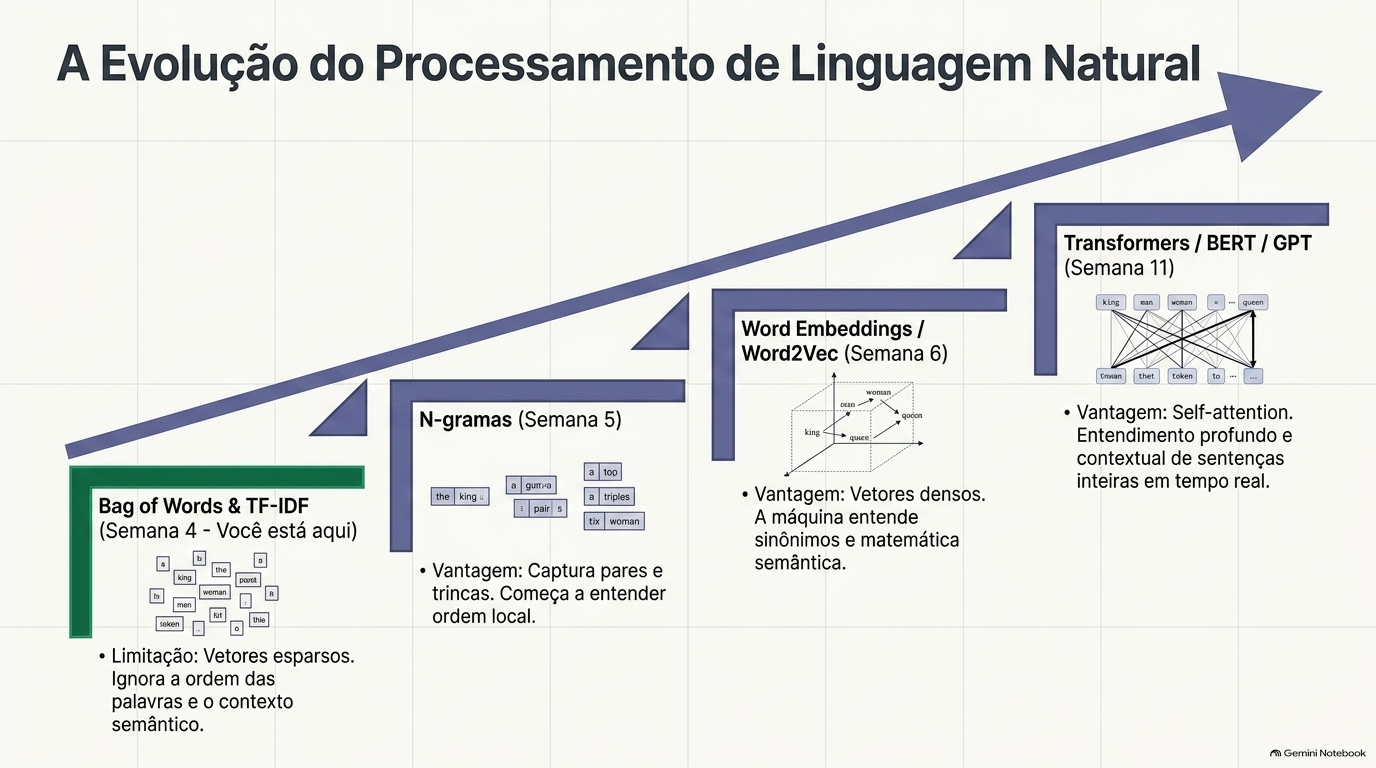 A Evolução do Processamento de Linguagem Natural
Bag of Words & TF-IDF
(Semana 4 - Você está aqui)
b
the
king
woman
men
token
o
• Limitação: Vetores esparsos.
Ignora a ordem das
palavras e o contexto
semântico.
N-gramas (Semana 5)
the king
a
pair s
a top
a triples
tix woman
• Vantagem: Captura pares e
trincas. Começa a entender
ordem local.
Word Embeddings /
Word2Vec (Semana 6)
woman
king
• Vantagem: Vetores densos.
A máquina entende
sinônimos e matemática
semântica.
Transformers / BERT / GPT
(Semana 11)
king man woman ... queen
thet token to ... ...
• Vantagem: Self-attention.
Entendimento profundo e
contextual de sentenças
inteiras em tempo real.
Gemini Notebook